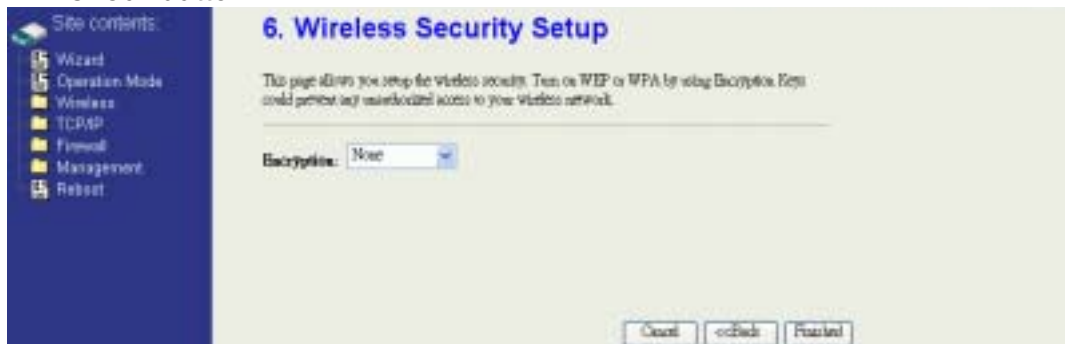 Site contents:
Wizard
Operation Mode
Wireless
TCP/IP
Firewall
Management
Reboot
6. Wireless Security Setup
This page allows you setup the wireless security. Turn on WEP or WPA by using Encryption Keys
could prevent any unauthorized access to your wireless network.
Encryption: None
Cancel <<Back Finished